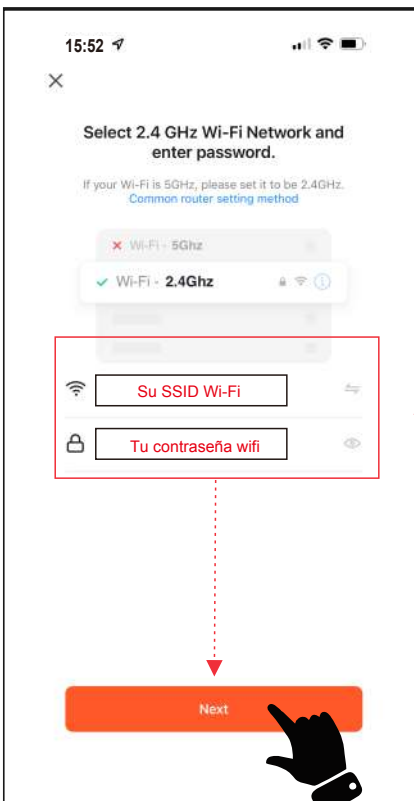 15:52
Select 2.4 GHz Wi-Fi Network and
enter password.
If your Wi-Fi is 5GHz, please set it to be 2.4GHz.
Common router setting method
Wi-Fi - 5Ghz
Wi-Fi - 2.4Ghz
Su SSID Wi-Fi
Tu contraseña wifi
Next